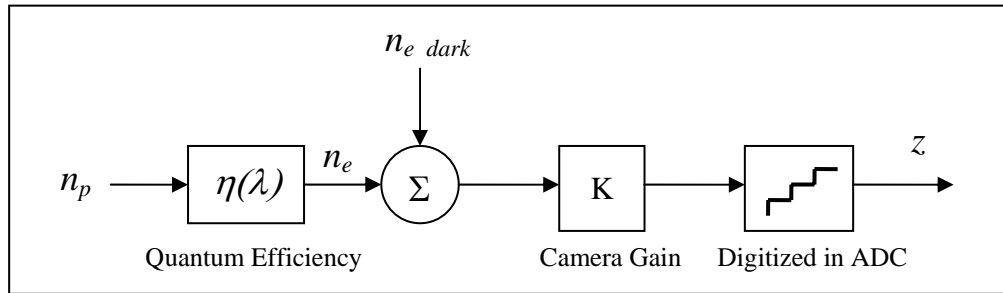 n_e dark
n_p
η(λ)
n_e
Σ
K
z
Quantum Efficiency
Camera Gain
Digitized in ADC